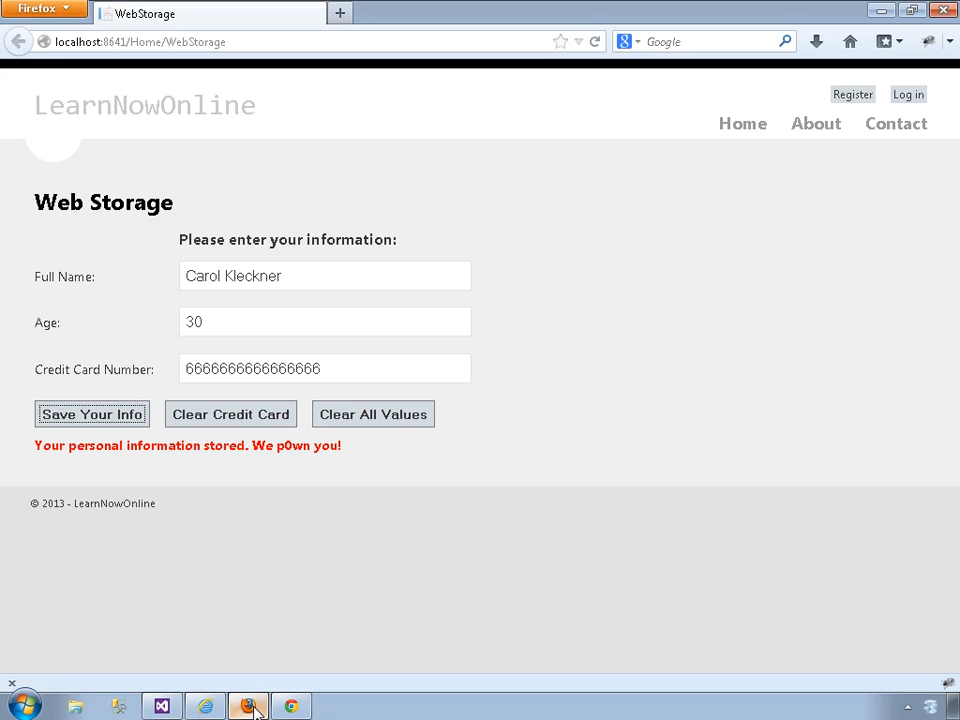 Firefox
WebStorage
localhost:8641/Home/WebStorage
Google
LearnNowOnline
Register
Log in
Home
About
Contact
Web Storage
Please enter your information:
Full Name:
Carol Kleckner
Age:
30
Credit Card Number:
6666666666666666
Save Your Info
Clear Credit Card
Clear All Values
Your personal information stored. We p0wn you!
© 2013 - LearnNowOnline